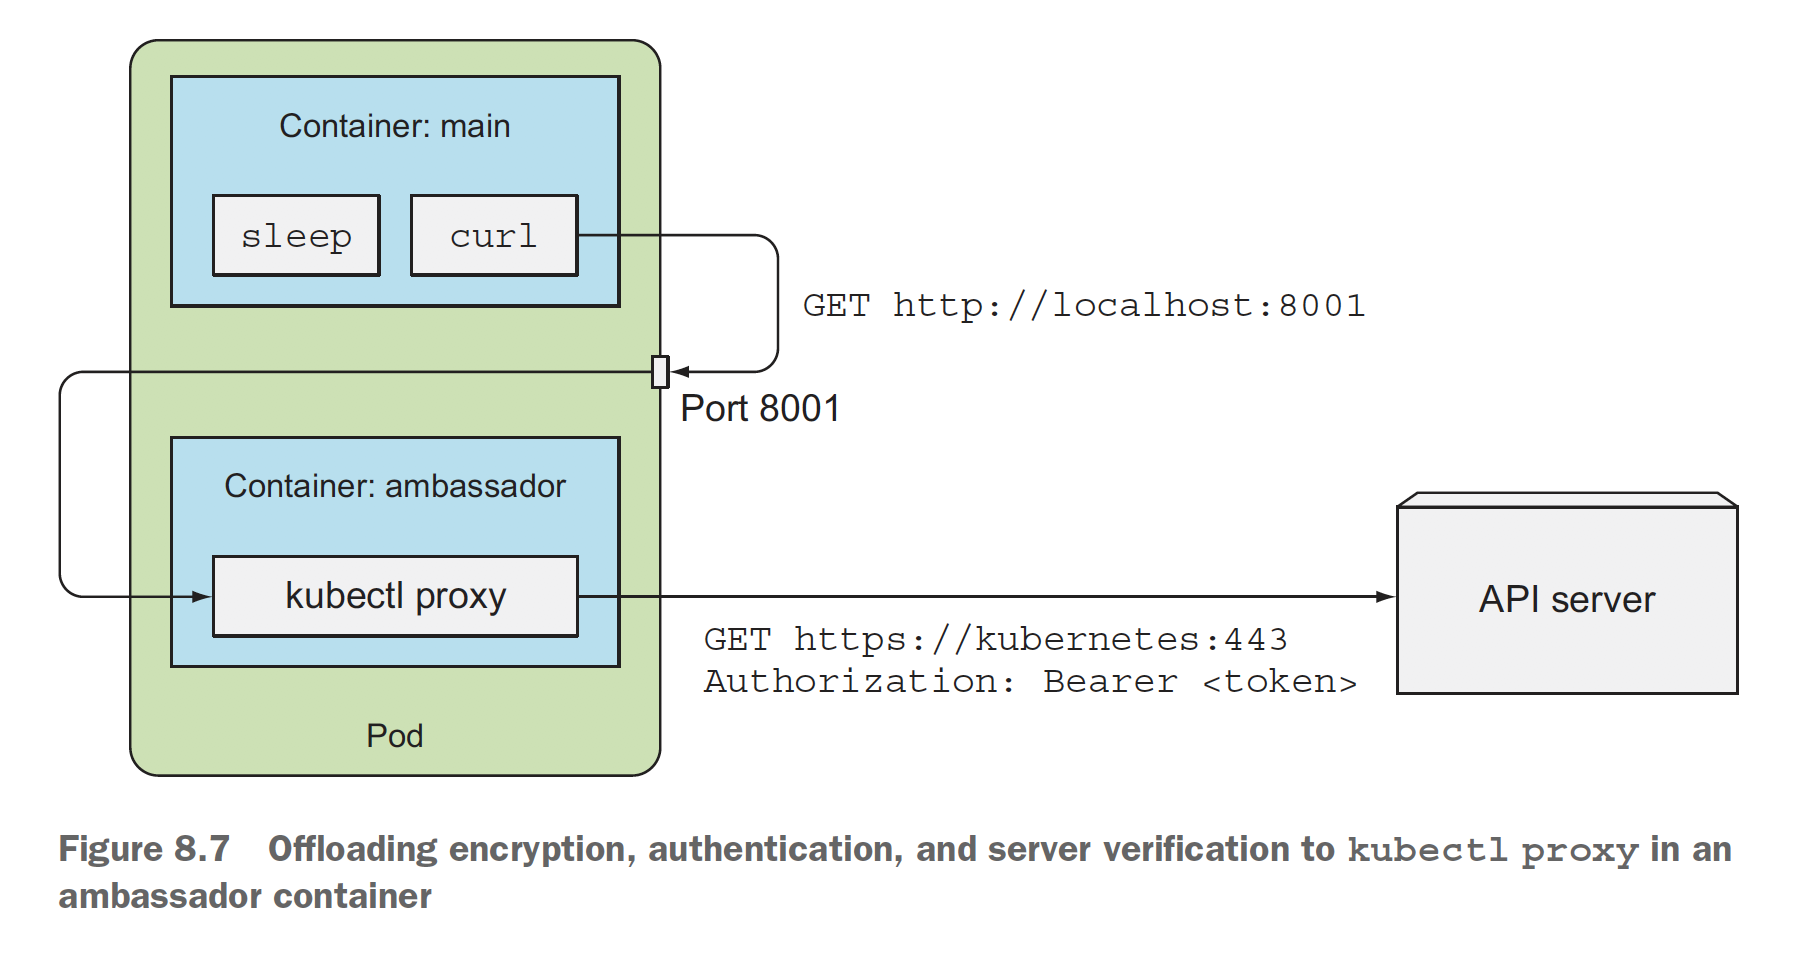 Container: main
sleep
curl
GET http://localhost:8001
Port 8001
Container: ambassador
kubectl proxy
API server
GET https://kubernetes:443
Authorization: Bearer <token>
Pod
Figure 8.7 Offloading encryption, authentication, and server verification to kubectl proxy in an
ambassador container